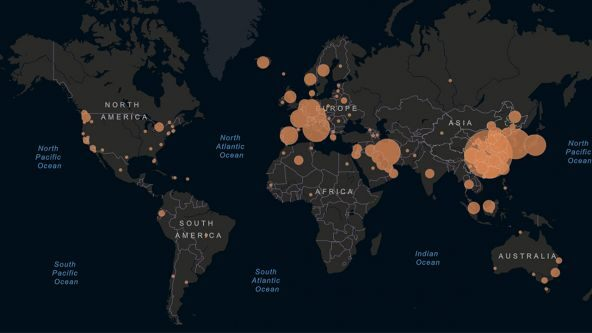 NORTH
AMERICA
EUROPE
ASIA
North
Pacific
Ocean
North
Atlantic
Ocean
North
Pacific
Ocean
AFRICA
SOUTH
AMERICA
Indian
Ocean
AUSTRALIA
South
Pacific
Ocean
South
Atlantic
Ocean